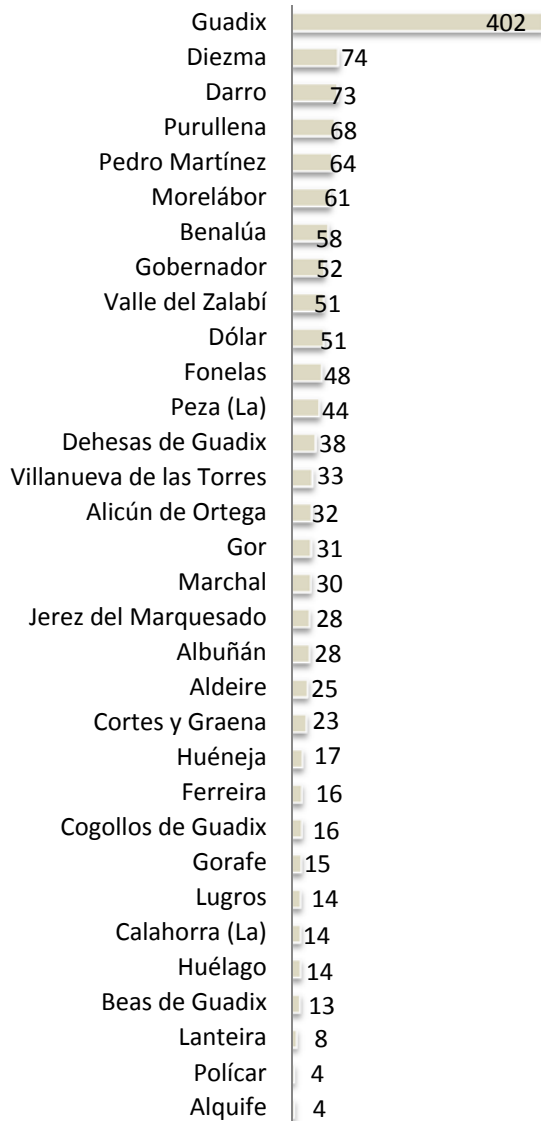 Guadix 402
Diezma 74
Darro 73
Purullena 68
Pedro Martínez 64
Morelábor 61
Benalúa 58
Gobernador 52
Valle del Zalabí 51
Dólar 51
Fonelas 48
Peza (La) 44
Dehesas de Guadix 38
Villanueva de las Torres 33
Alicún de Ortega 32
Gor 31
Marchal 30
Jerez del Marquesado 28
Albuñán 28
Aldeire 25
Cortes y Graena 23
Huéneja 17
Ferreira 16
Cogollos de Guadix 16
Gorafe 15
Lugros 14
Calahorra (La) 14
Huélago 14
Beas de Guadix 13
Lanteira 8
Polícar 4
Alquife 4